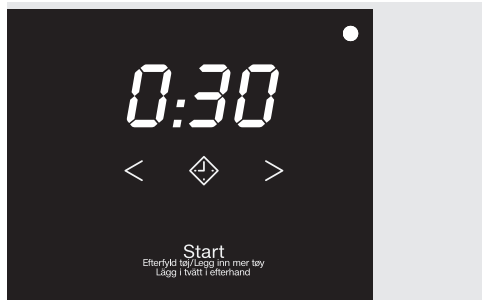 0:30
< >
Start
Efterfyld tøj/Legg inn mer tøy
Lägg i tvätt i efterhand